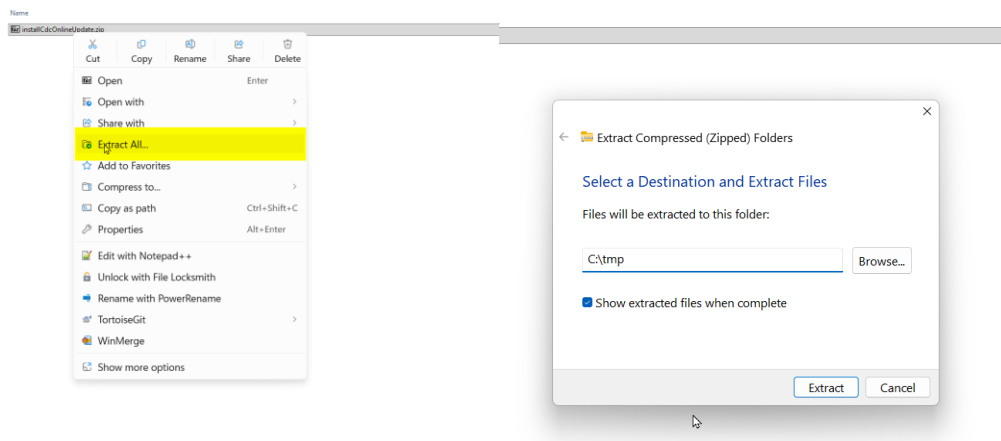 Name
installCdcOnlineUpdate.zip
Cut Copy Rename Share Delete
Open Enter
Open with
Share with
Extract All...
Add to Favorites
Compress to...
Copy as path Ctrl+Shift+C
Properties Alt+Enter
Edit with Notepad++
Unlock with File Locksmith
Rename with PowerRename
TortoiseGit
WinMerge
Show more options
Extract Compressed (Zipped) Folders
Select a Destination and Extract Files
Files will be extracted to this folder:
C:\tmp Browse...
Show extracted files when complete
Extract Cancel